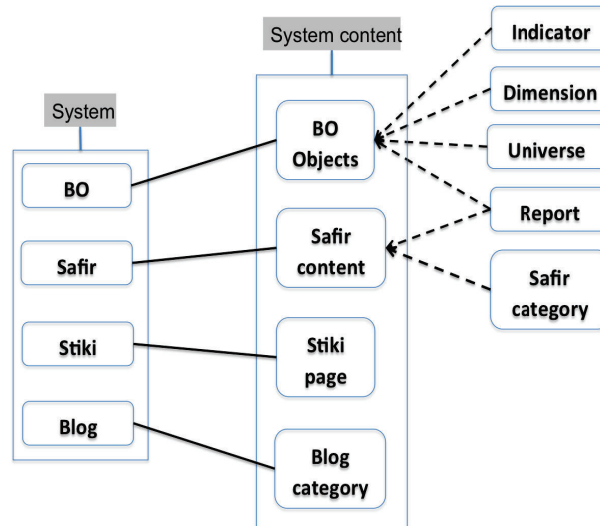 System content
Indicator
System
Dimension
BO
Objects
Universe
BO
Report
Safir
content
Safir
Safir
category
Stiki
Stiki
page
Blog
Blog
category